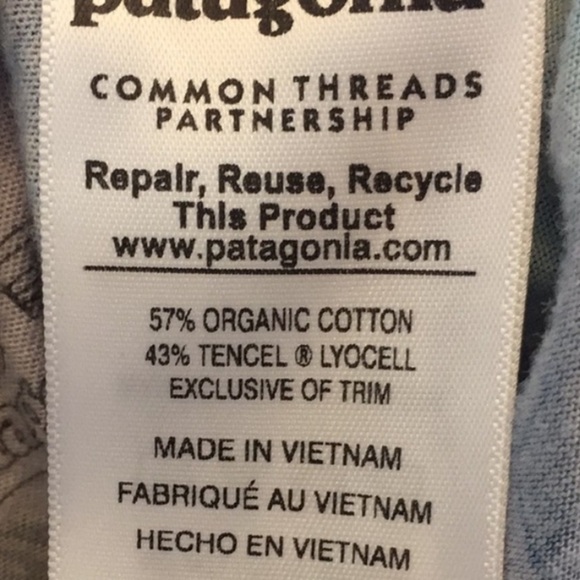 patagonia
COMMON THREADS
PARTNERSHIP
Repair, Reuse, Recycle
This Product
www.patagonia.com
57% ORGANIC COTTON
43% TENCEL ® LYOCELL
EXCLUSIVE OF TRIM
MADE IN VIETNAM
FABRIQUÉ AU VIETNAM
HECHO EN VIETNAM